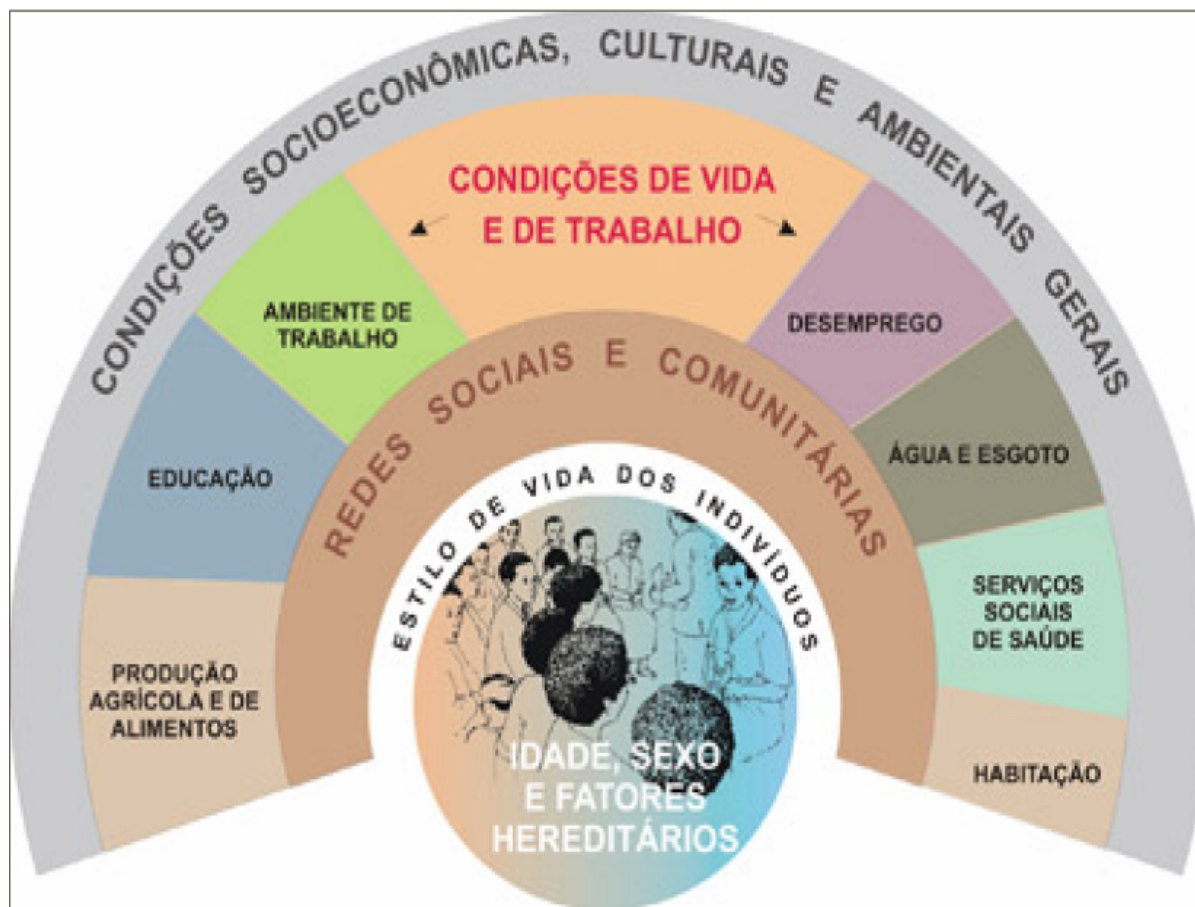 CONDIÇÕES SOCIOECONÔMICAS, CULTURAIS E AMBIENTAIS GERAIS
CONDIÇÕES DE VIDA
E DE TRABALHO
AMBIENTE DE
TRABALHO
DESEMPREGO
EDUCAÇÃO
ÁGUA E ESGOTO
PRODUÇÃO
AGRÍCOLA E DE
ALIMENTOS
SERVIÇOS
SOCIAIS
DE SAÚDE
HABITAÇÃO
REDES SOCIAIS E COMUNITÁRIAS
ESTILO DE VIDA DOS INDIVÍDUOS
IDADE, SEXO
E FATORES
HEREDITÁRIOS